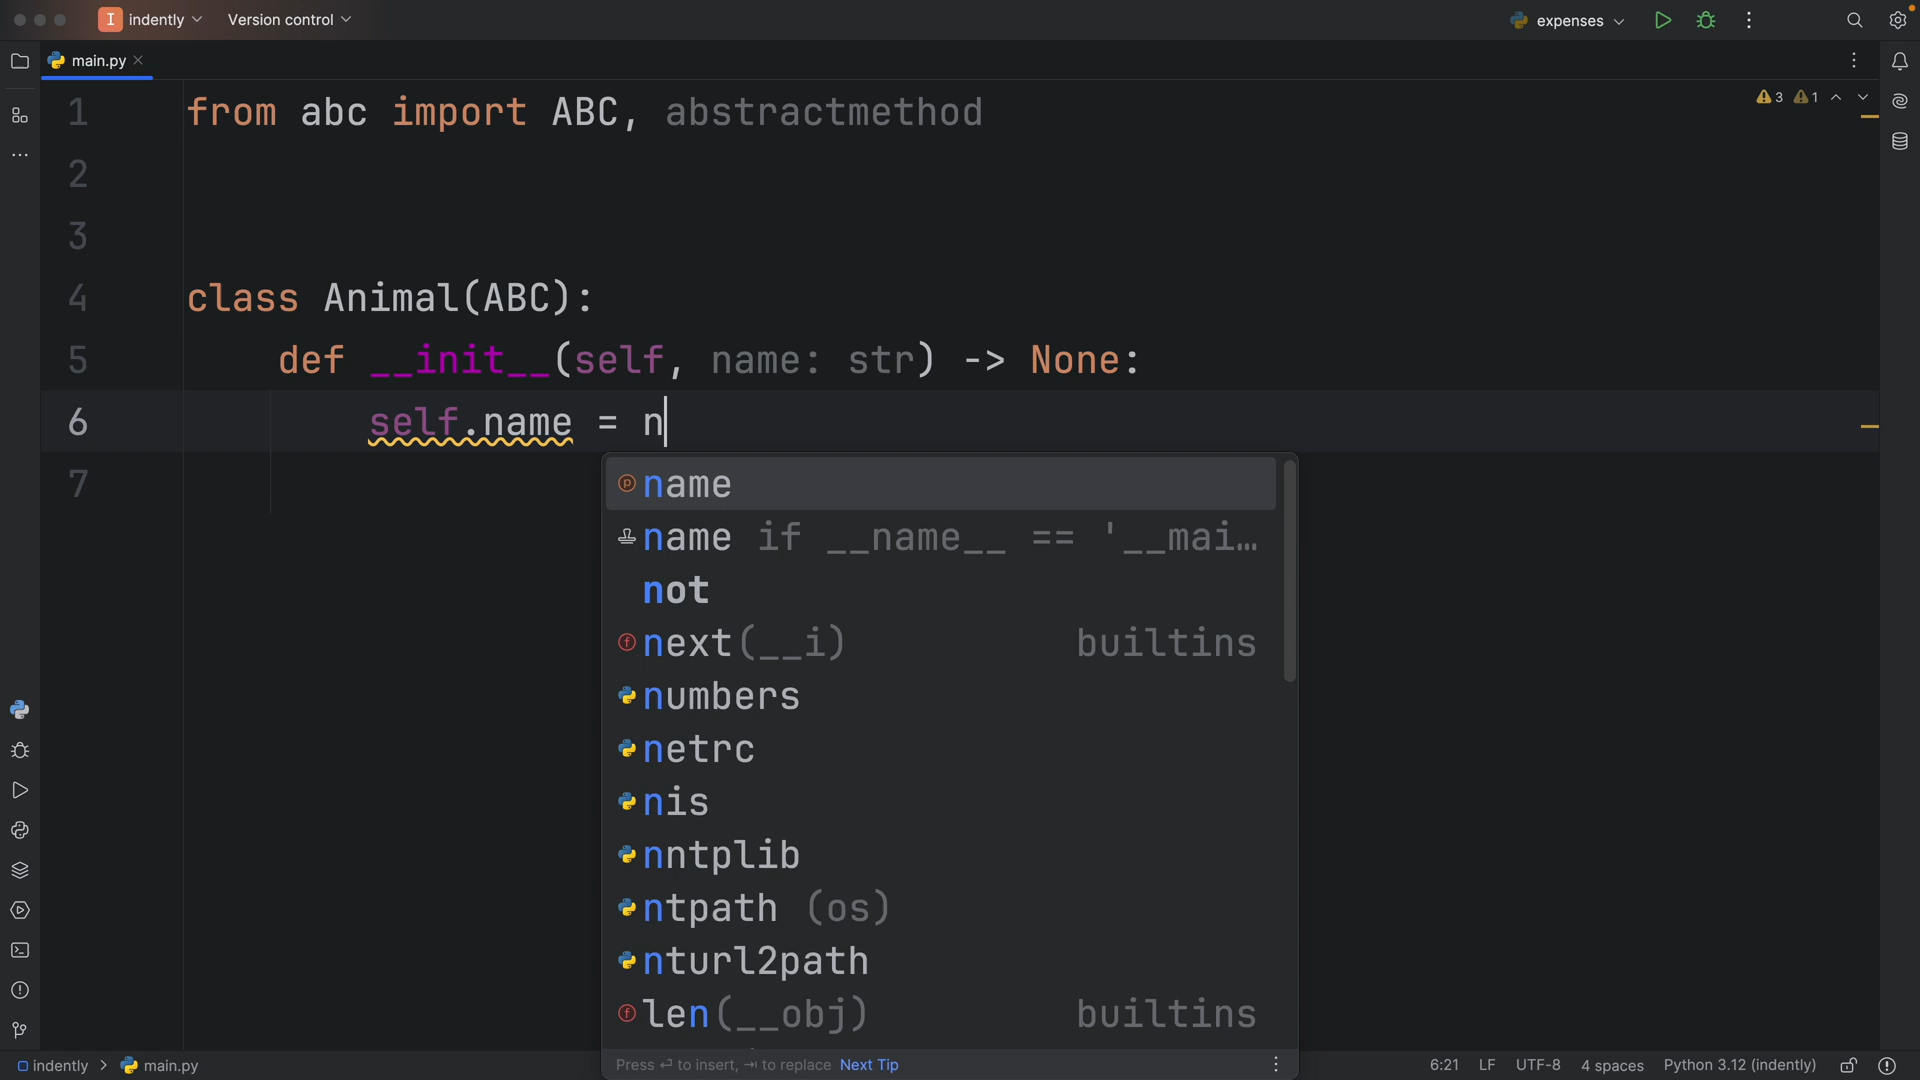 I indently Version control expenses
main.py
3 1
1 from abc import ABC, abstractmethod
2
3
4 class Animal(ABC):
5 def __init__(self, name: str) -> None:
6 self.name = n
7
name
name if __name__ == '__mai…
not
next(__i) builtins
numbers
netrc
nis
nntplib
ntpath (os)
nturl2path
len(__obj) builtins
Press ⏎ to insert, ⇥ to replace Next Tip
indently > main.py 6:21 LF UTF-8 4 spaces Python 3.12 (indently)